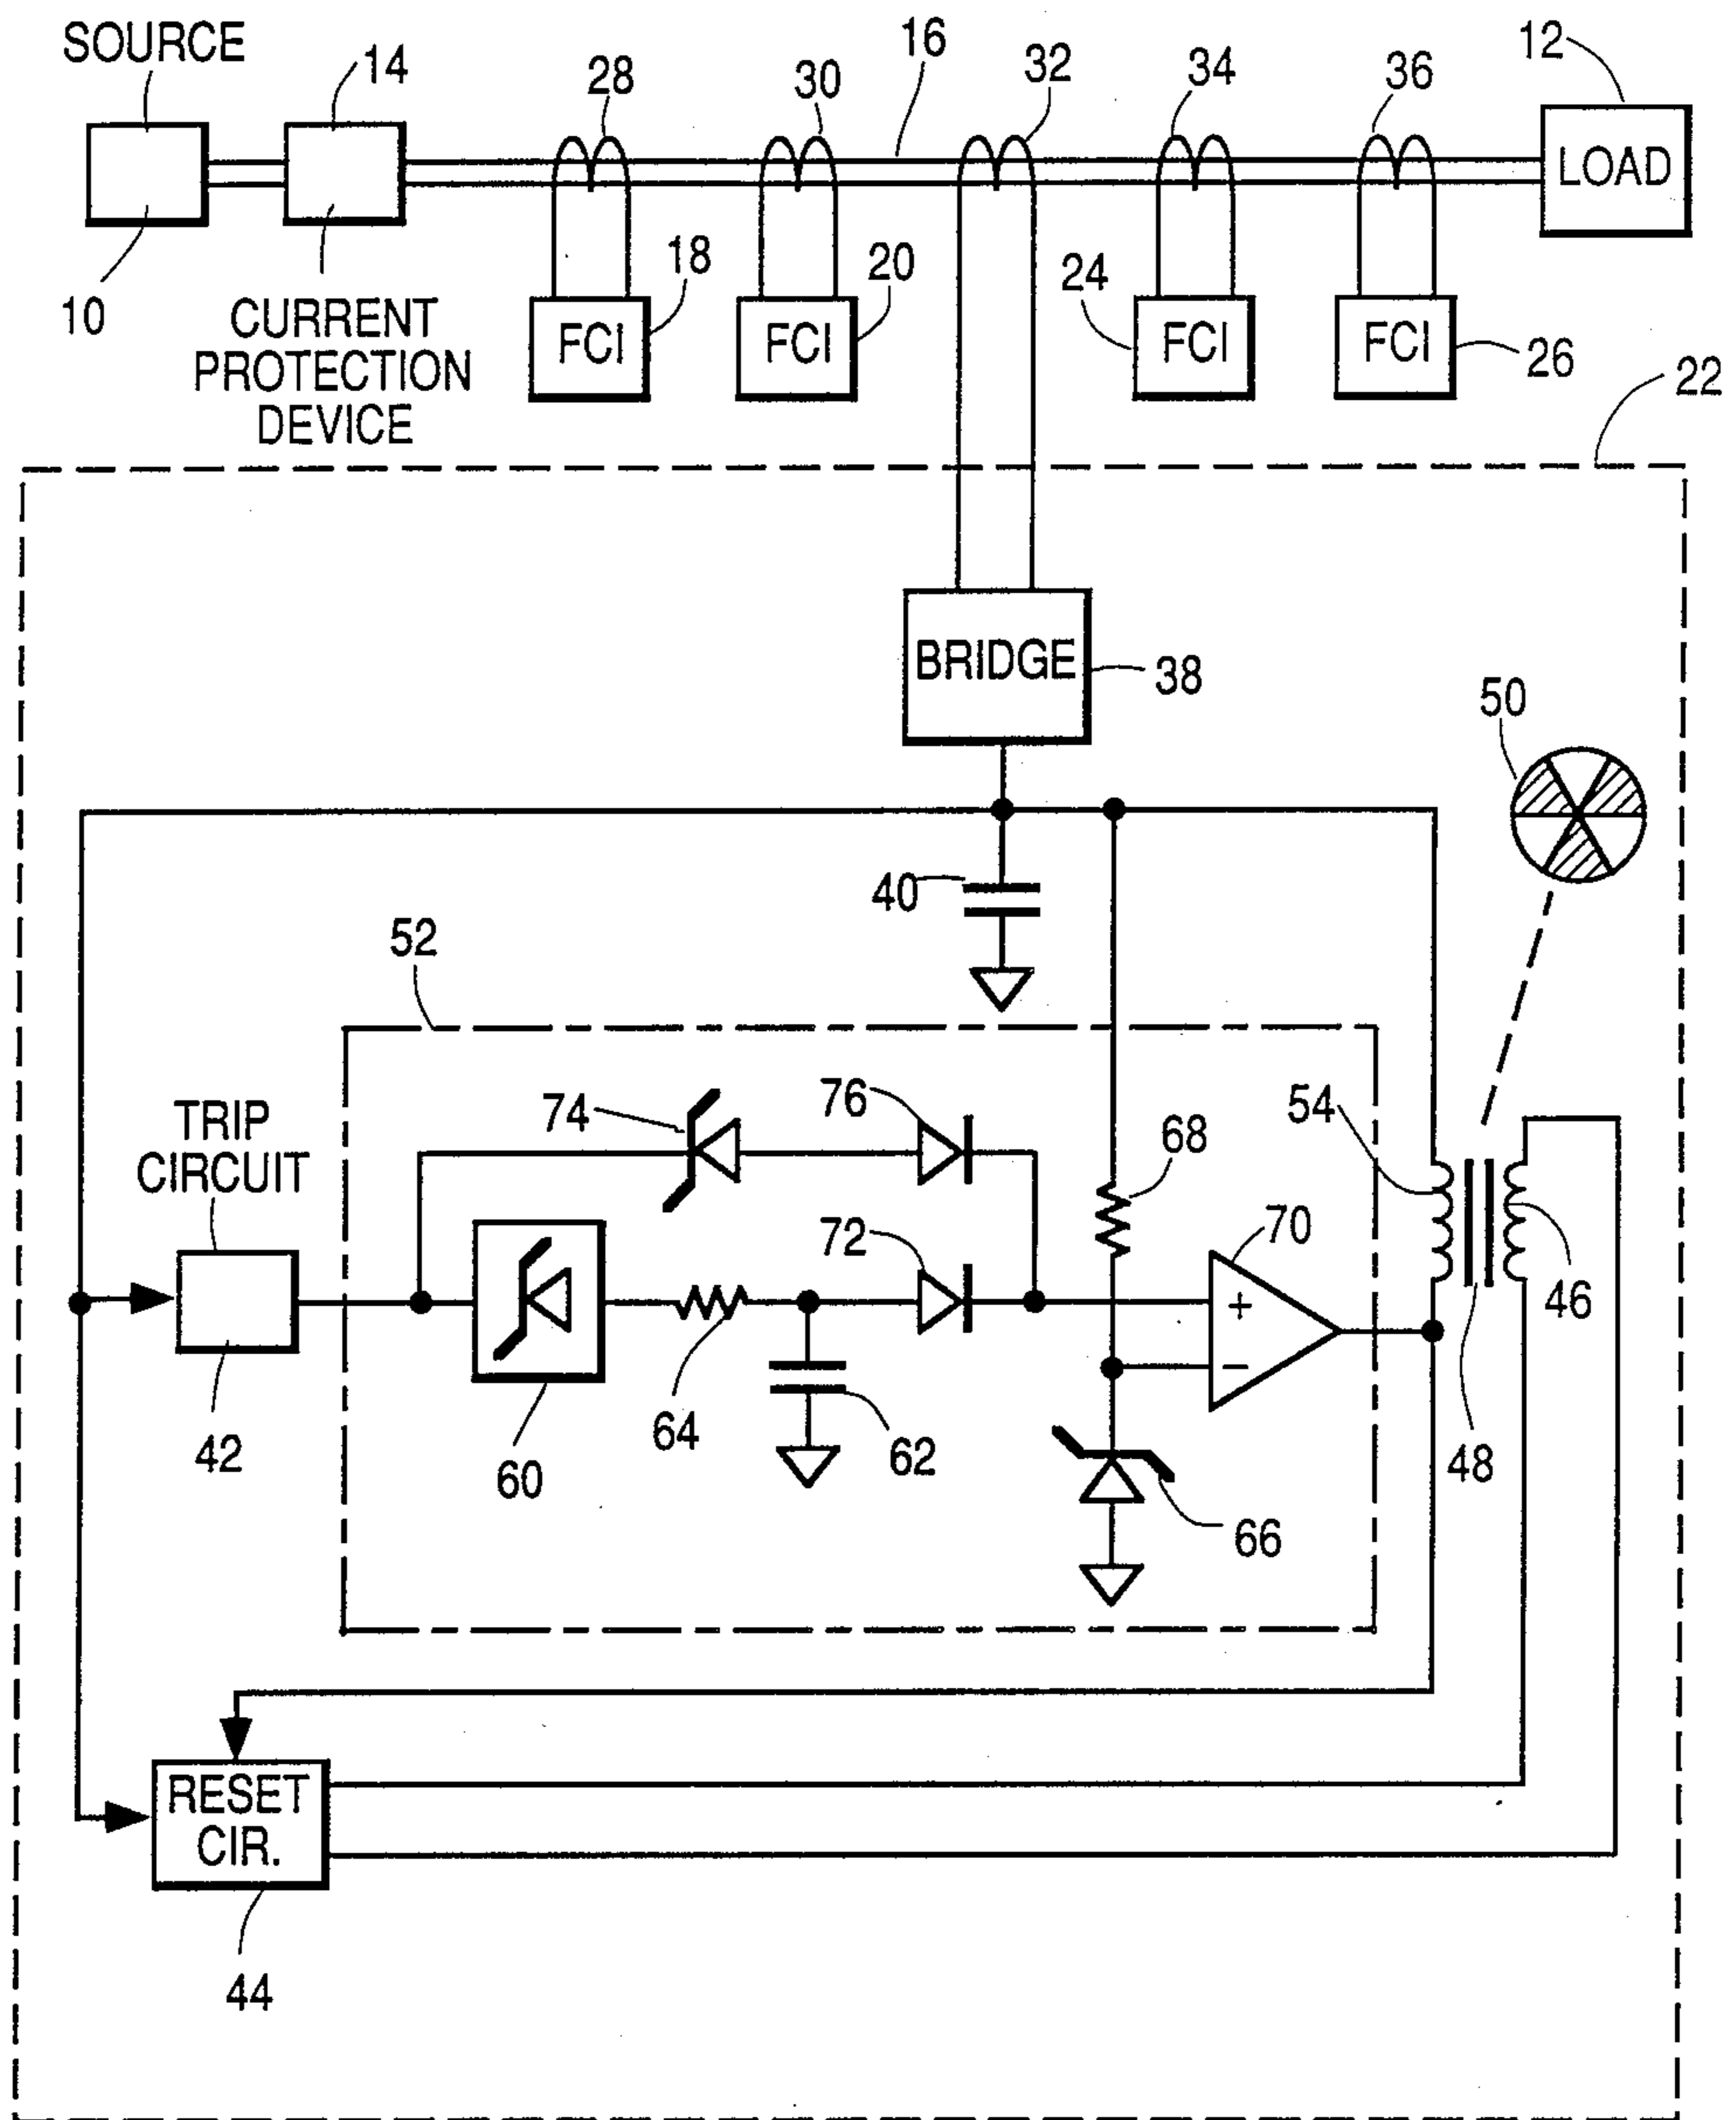 SOURCE
14
28
30
16
32
34
36
12
LOAD
10
CURRENT
PROTECTION
DEVICE
FCI
18
FCI
20
24
FCI
FCI
26
22
BRIDGE
38
50
40
52
TRIP
CIRCUIT
74
76
68
54
72
70
+
−
46
42
60
64
62
66
48
RESET
CIR.
44